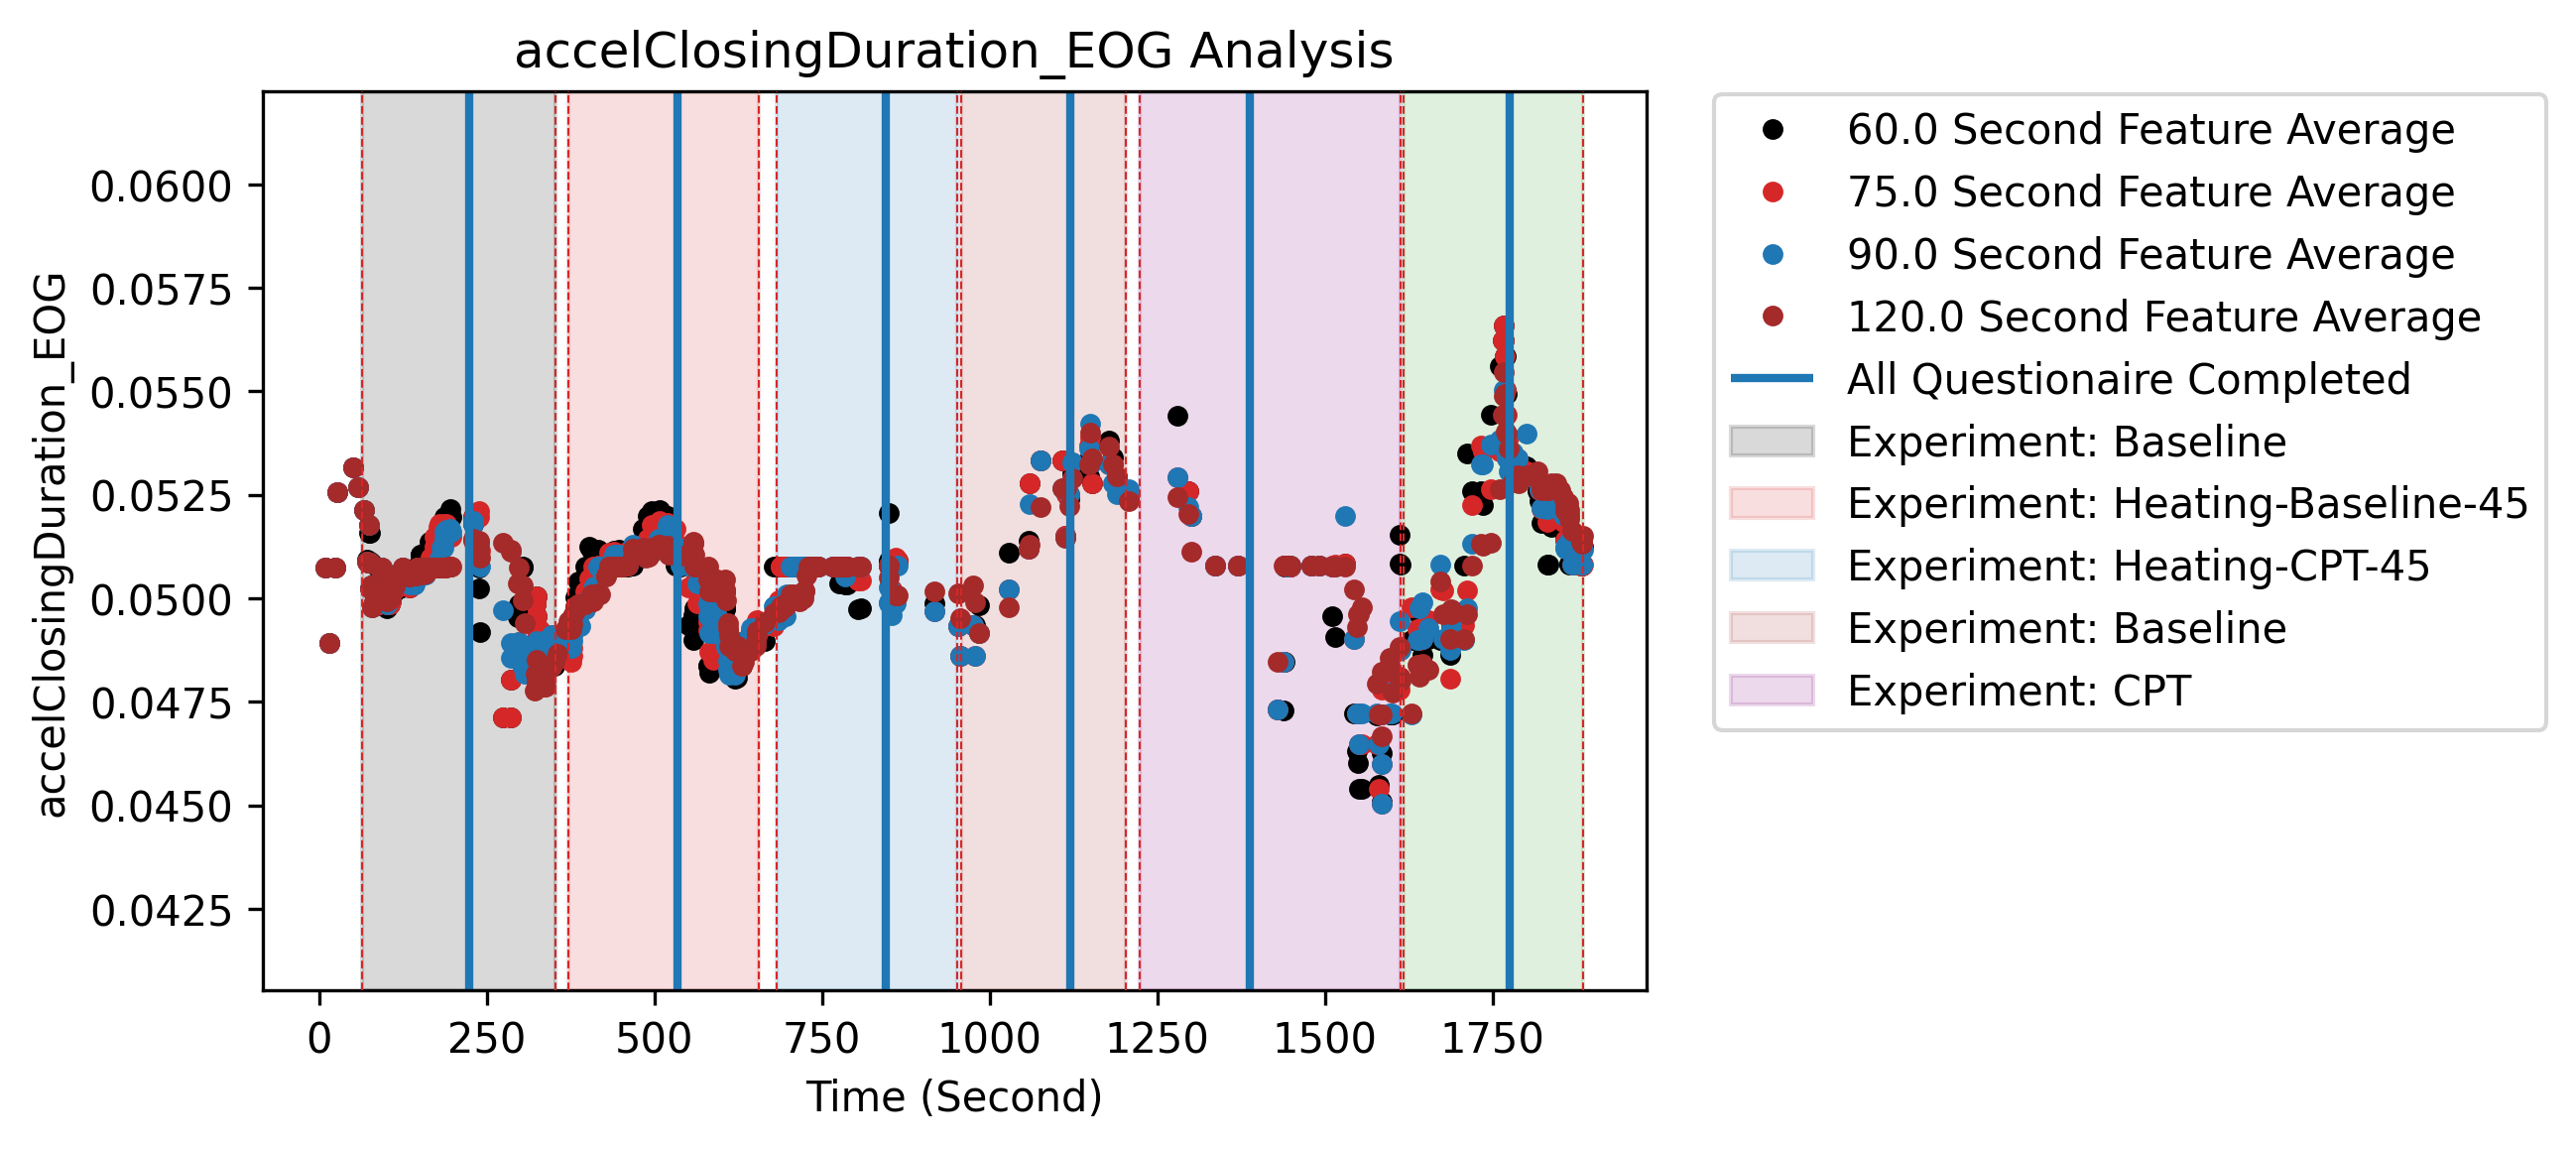 accelClosingDuration_EOG Analysis
accelClosingDuration_EOG
0.0600
0.0575
0.0550
0.0525
0.0500
0.0475
0.0450
0.0425
0 250 500 750 1000 1250 1500 1750
Time (Second)
60.0 Second Feature Average
75.0 Second Feature Average
90.0 Second Feature Average
120.0 Second Feature Average
All Questionaire Completed
Experiment: Baseline
Experiment: Heating-Baseline-45
Experiment: Heating-CPT-45
Experiment: Baseline
Experiment: CPT